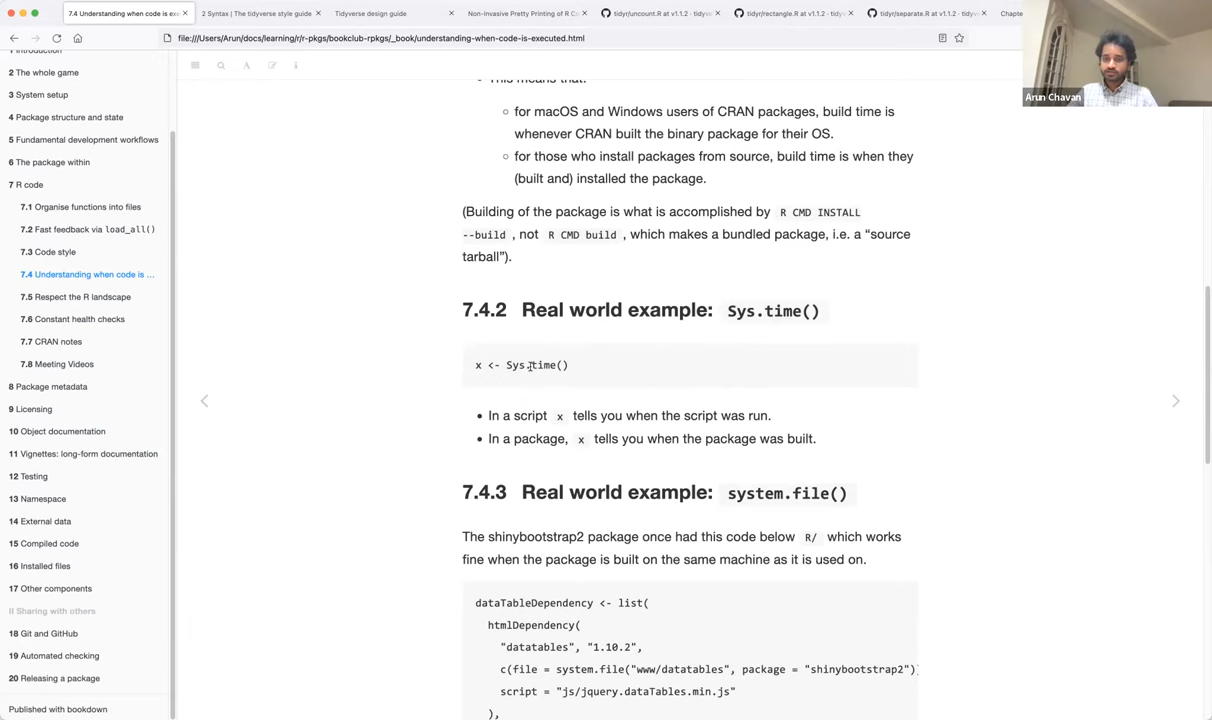 7.4 Understanding when code is exe
2 Syntax | The tidyverse style guide
Tidyverse design guide
Non-Invasive Pretty Printing of R C
tidyr/uncount.R at v1.1.2 · tidyv
tidyr/rectangle.R at v1.1.2 · tidy
tidyr/separate.R at v1.1.2 · tidyv
Chapte
file:///Users/Arun/docs/learning/r/r-pkgs/bookclub-rpkgs/_book/understanding-when-code-is-executed.html
Arun Chavan
1 Introduction
2 The whole game
3 System setup
4 Package structure and state
5 Fundamental development workflows
6 The package within
7 R code
7.1 Organise functions into files
7.2 Fast feedback via load_all()
7.3 Code style
7.4 Understanding when code is …
7.5 Respect the R landscape
7.6 Constant health checks
7.7 CRAN notes
7.8 Meeting Videos
8 Package metadata
9 Licensing
10 Object documentation
11 Vignettes: long-form documentation
12 Testing
13 Namespace
14 External data
15 Compiled code
16 Installed files
17 Other components
II Sharing with others
18 Git and GitHub
19 Automated checking
20 Releasing a package
Published with bookdown
This means that:
for macOS and Windows users of CRAN packages, build time is
whenever CRAN built the binary package for their OS.
for those who install packages from source, build time is when they
(built and) installed the package.
(Building of the package is what is accomplished by R CMD INSTALL
--build , not R CMD build , which makes a bundled package, i.e. a “source
tarball”).
7.4.2 Real world example: Sys.time()
x <- Sys.time()
In a script x tells you when the script was run.
In a package, x tells you when the package was built.
7.4.3 Real world example: system.file()
The shinybootstrap2 package once had this code below R/ which works
fine when the package is built on the same machine as it is used on.
dataTableDependency <- list(
htmlDependency(
"datatables", "1.10.2",
c(file = system.file("www/datatables", package = "shinybootstrap2")
script = "js/jquery.dataTables.min.js"
),